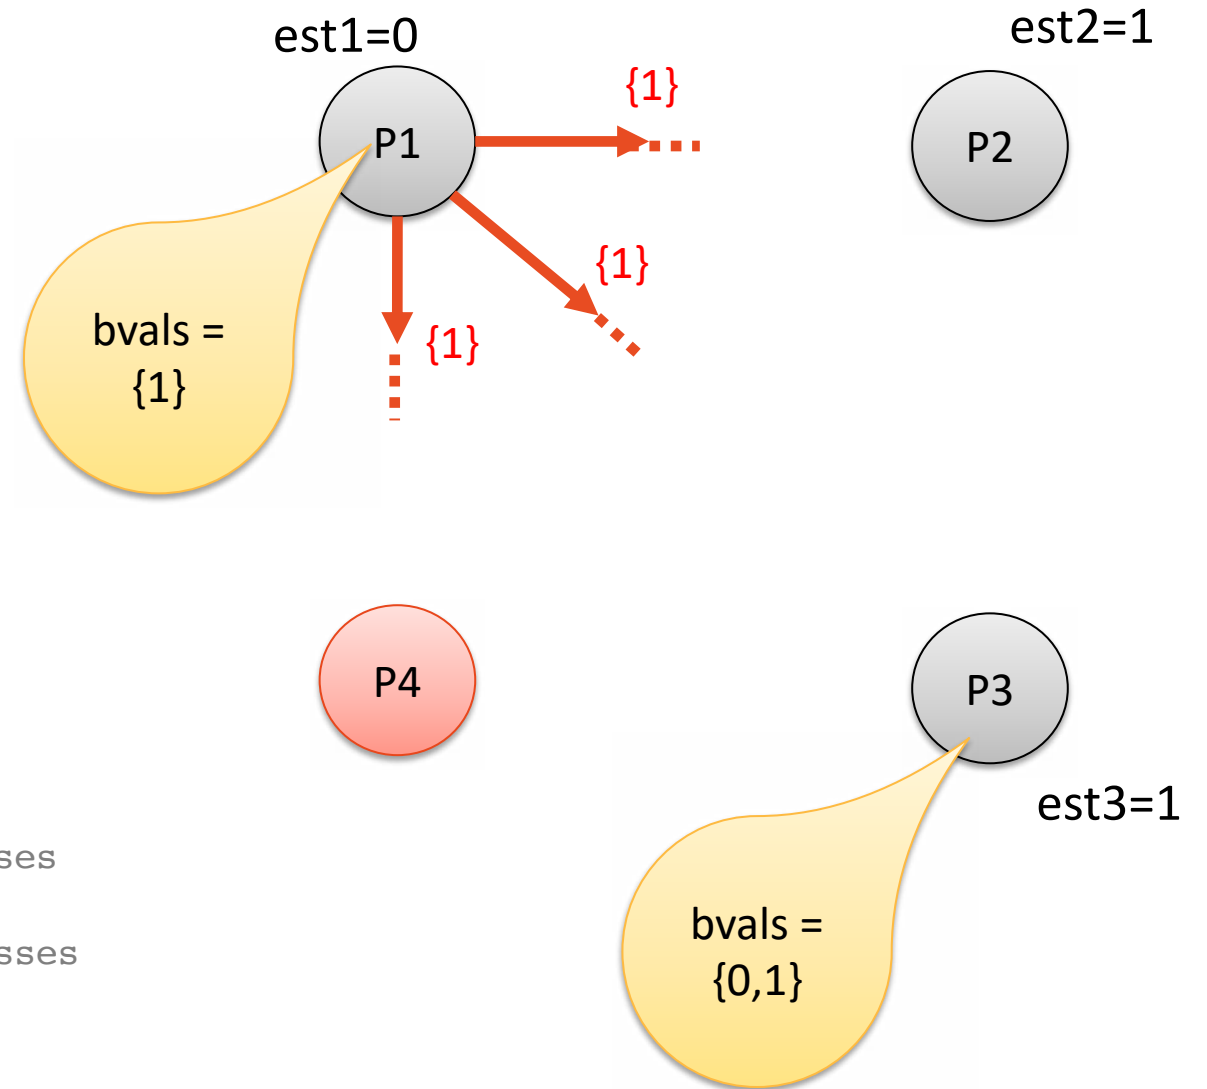 est1=0
est2=1
{1}
P1
P2
{1}
bvals =
{1}
{1}
P4
P3
est3=1
ses
bvals =
{0,1}
sses